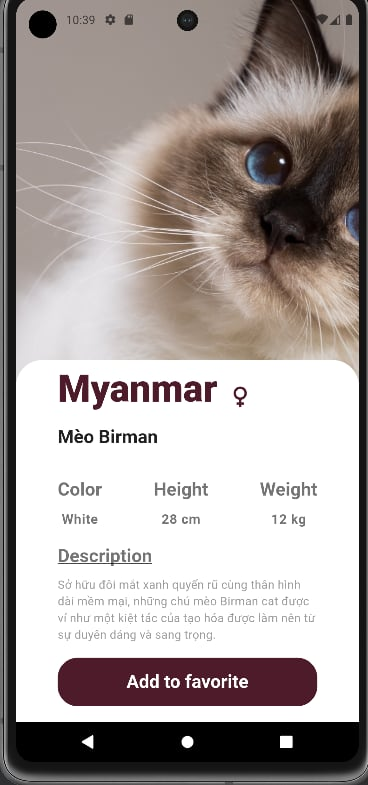 10:39
Myanmar
Mèo Birman
Color Height Weight
White 28 cm 12 kg
Description
Sở hữu đôi mắt xanh quyến rũ cùng thân hình
dài mềm mại, những chú mèo Birman cat được
ví như một kiệt tác của tạo hóa được làm nên từ
sự duyên dáng và sang trọng.
Add to favorite